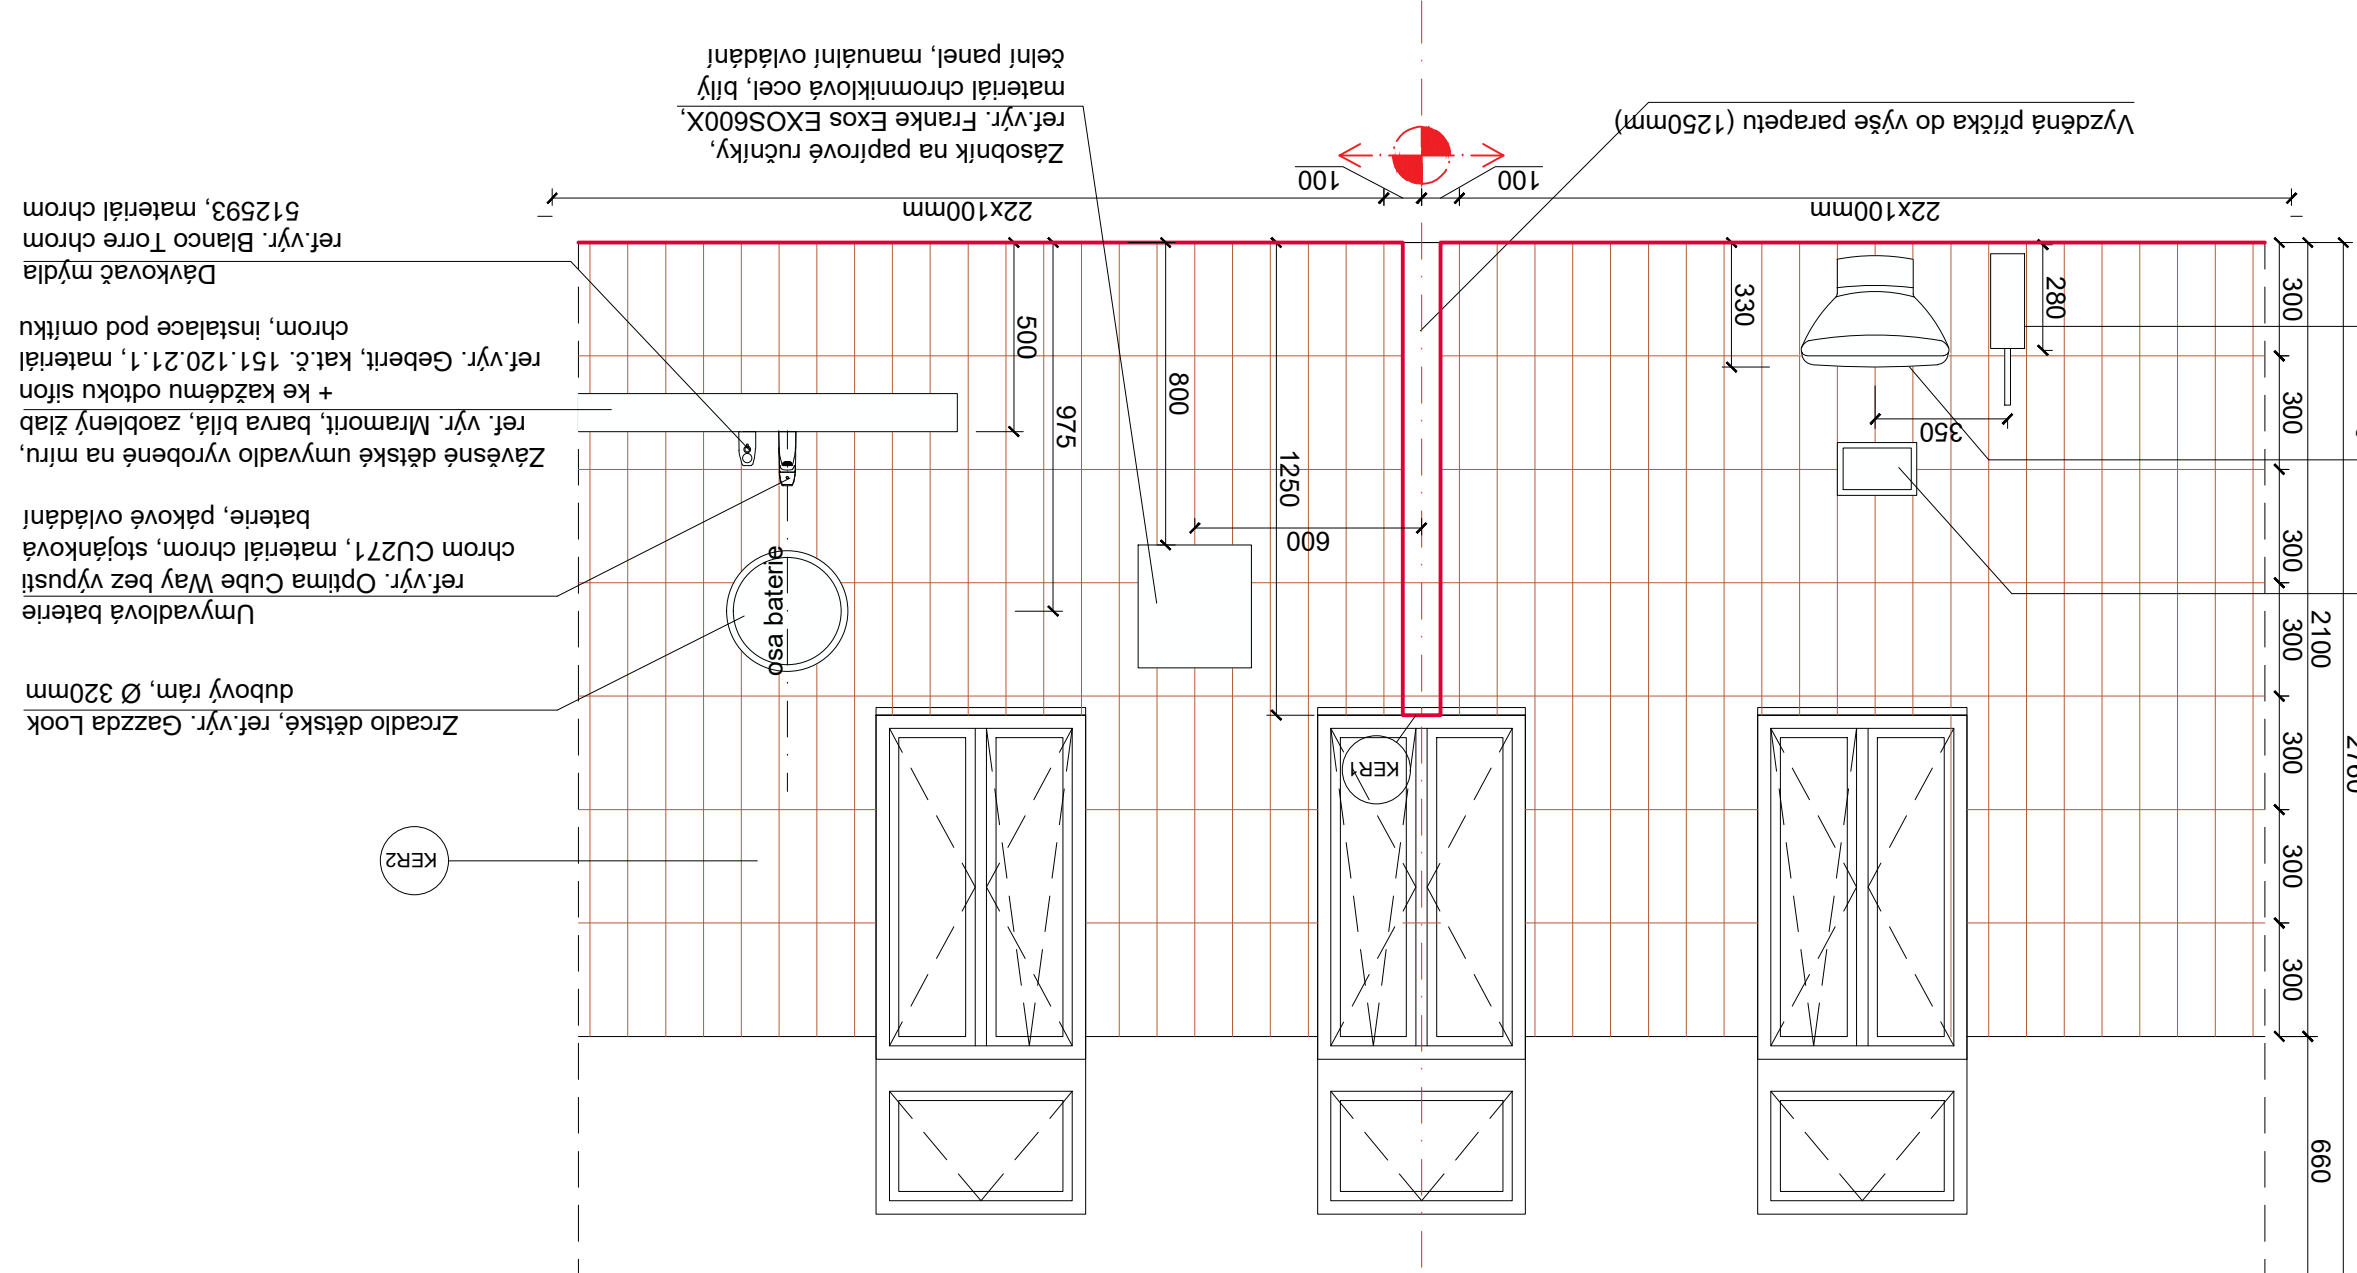 Zrcadlo dětské, ref.výr. Gazzda Look
dubový rám, Ø 320mm
Umyvadlová baterie
ref.výr. Optima Cube Way bez výpusti
chrom CU271, materiál chrom, stojánková
baterie, pákové ovládání
Závěsné dětské umyvadlo vyrobené na míru,
ref. výr. Mramorit, barva bílá, zaoblený žlab
+ ke každému odtoku sifon
ref.výr. Geberit, kat.č. 151.120.21.1, materiál
chrom, instalace pod omítku
Dávkovač mýdla
ref.výr. Blanco Torre chrom
512593, materiál chrom
Zásobník na papírové ručníky,
ref.výr. Franke Exos EXOS600X,
materiál chromniklová ocel, bílý
čelní panel, manuální ovládání
Vyzděná příčka do výše parapetu (1250mm)
KER2
KER1
osa baterie
22x100mm
100
100
22x100mm
500
975
800
1250
600
330
280
350
300
300
300
300
300
300
300
2100
660
2760